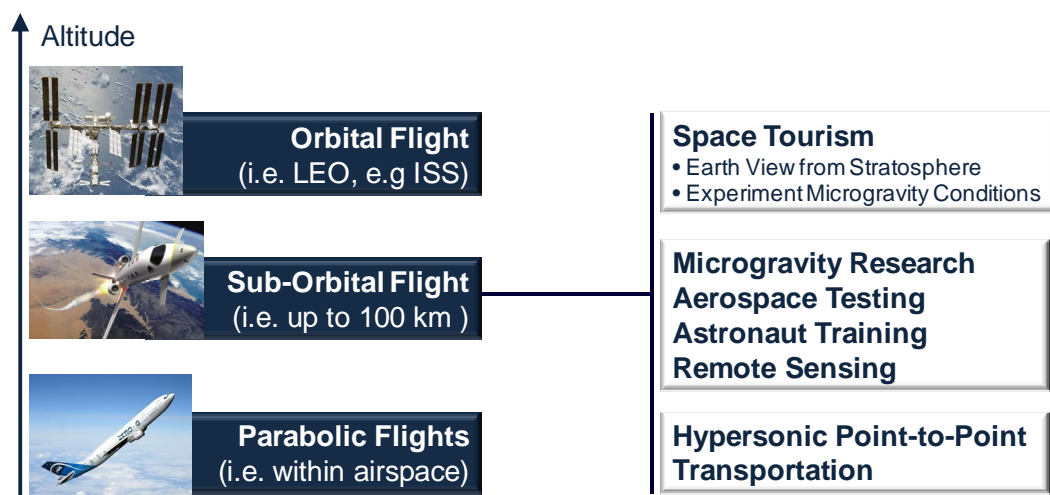 Altitude
Orbital Flight
(i.e. LEO, e.g ISS)
Sub-Orbital Flight
(i.e. up to 100 km )
Parabolic Flights
(i.e. within airspace)
Space Tourism
• Earth View from Stratosphere
• Experiment Microgravity Conditions
Microgravity Research
Aerospace Testing
Astronaut Training
Remote Sensing
Hypersonic Point-to-Point
Transportation